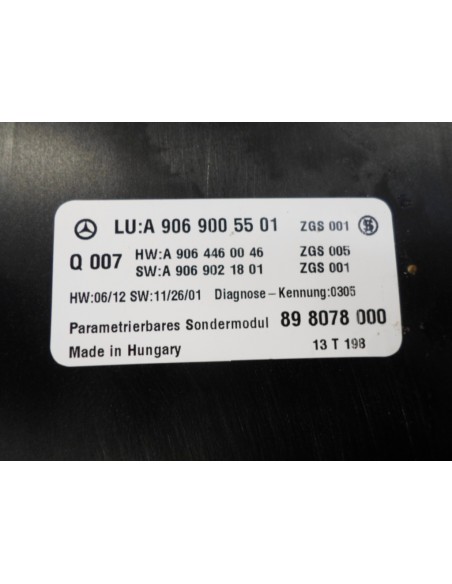 LU:A 906 900 55 01 ZGS 001
Q 007 HW:A 906 446 00 46 ZGS 005
SW:A 906 902 18 01 ZGS 001
HW:06/12 SW:11/26/01 Diagnose – Kennung:0305
Parametrierbares Sondermodul 89 8078 000
Made in Hungary 13 T 198